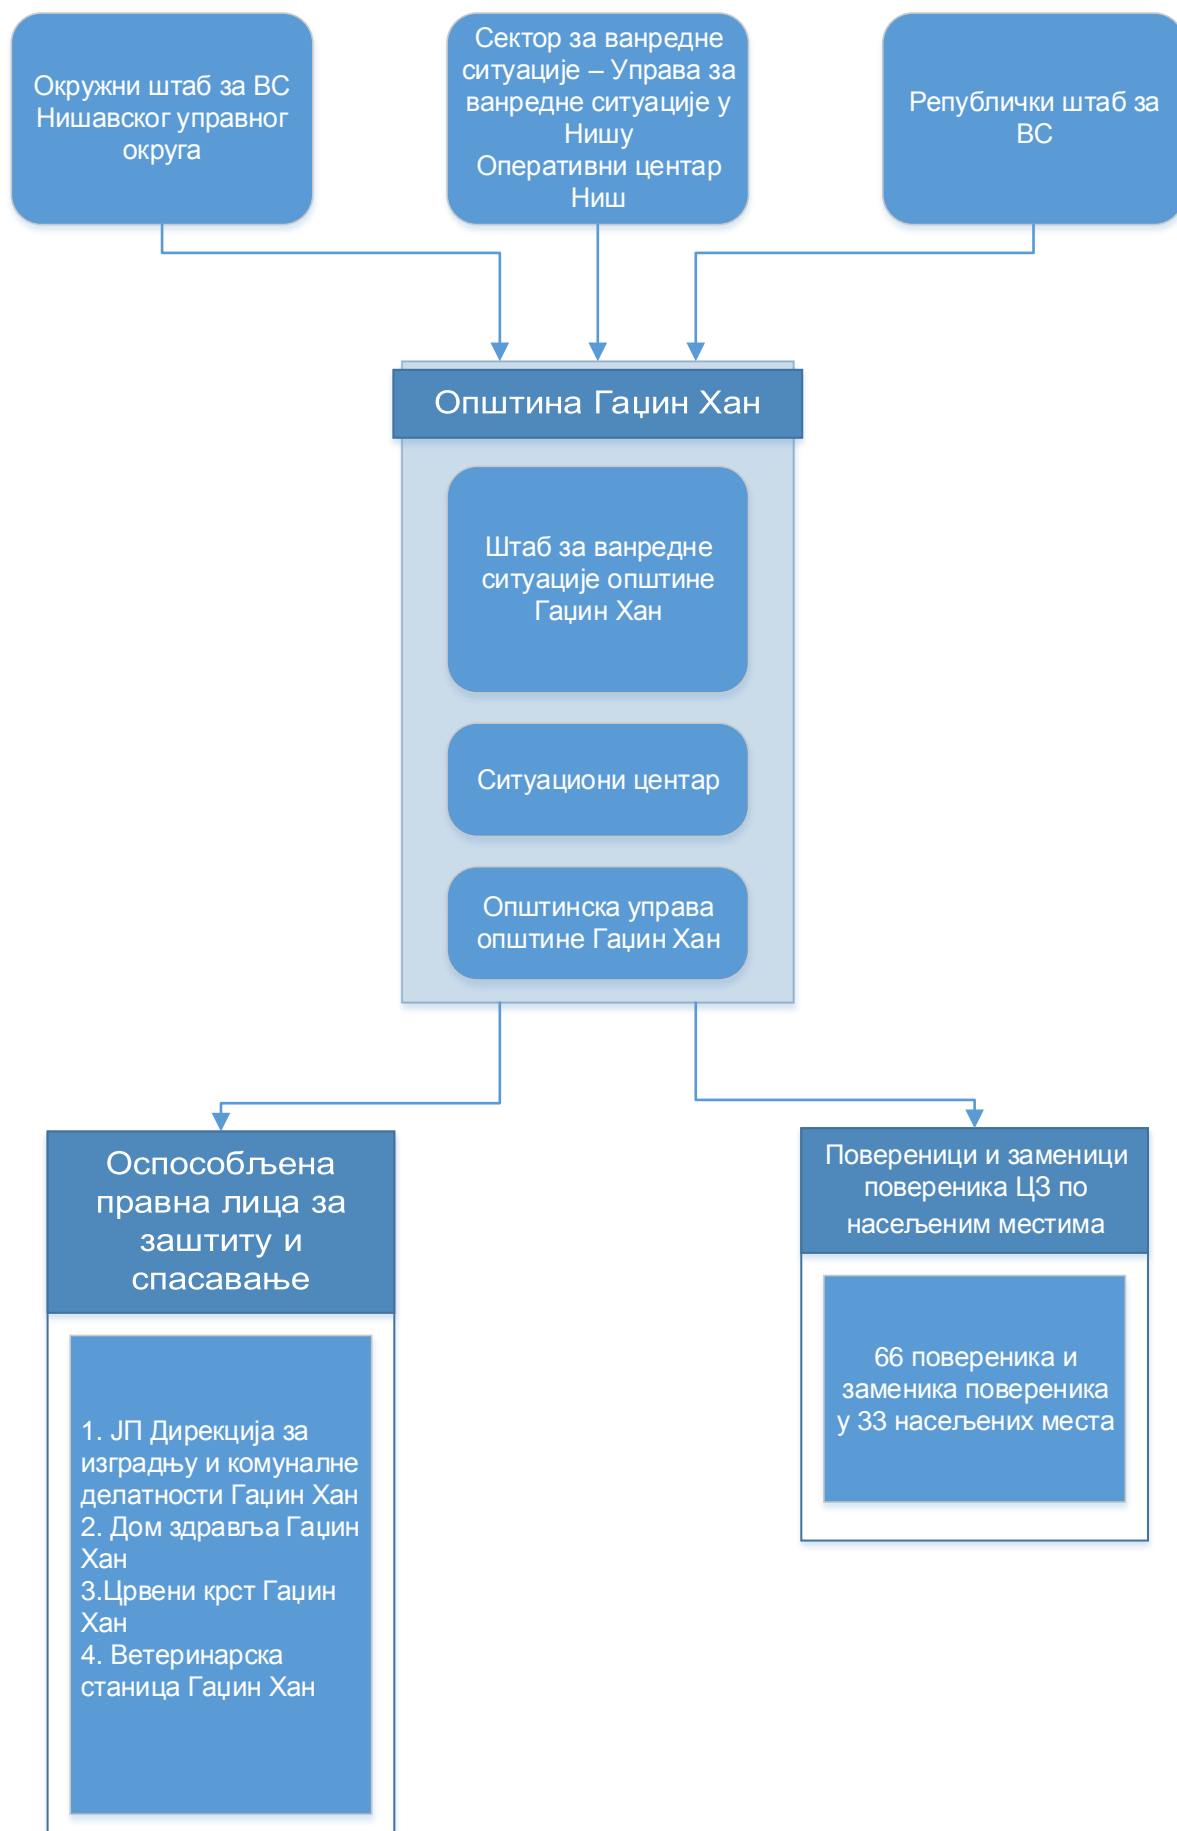 Окружни штаб за ВС
Нишавског управног
округа
Сектор за ванредне
ситуације – Управа за
ванредне ситуације у
Нишу
Оперативни центар
Ниш
Републички штаб за
ВС
Општина Гаџин Хан
Штаб за ванредне
ситуације општине
Гаџин Хан
Ситуациони центар
Општинска управа
општине Гаџин Хан
Оспособљена
правна лица за
заштиту и
спасавање
1. ЈП Дирекција за
изградњу и комуналне
делатности Гаџин Хан
2. Дом здравља Гаџин
Хан
3.Црвени крст Гаџин
Хан
4. Ветеринарска
станица Гаџин Хан
Повереници и заменици
повереника ЦЗ по
насељеним местима
66 повереника и
заменика повереника
у 33 насељених места